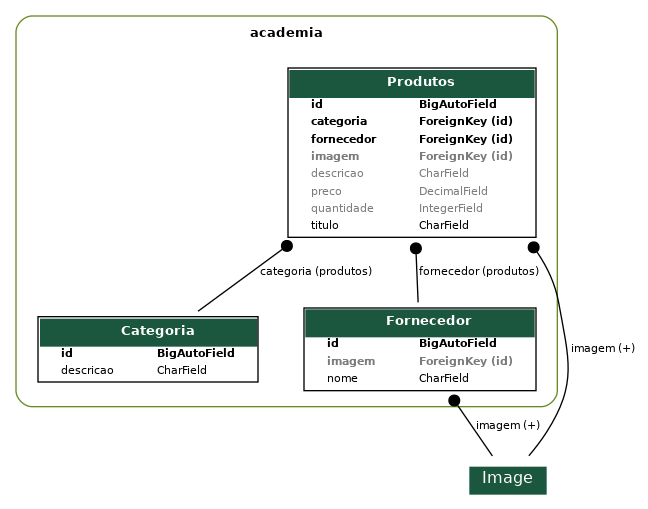 academia
Produtos
id BigAutoField
categoria ForeignKey (id)
fornecedor ForeignKey (id)
imagem ForeignKey (id)
descricao CharField
preco DecimalField
quantidade IntegerField
titulo CharField
categoria (produtos)
fornecedor (produtos)
Categoria
id BigAutoField
descricao CharField
Fornecedor
id BigAutoField
imagem ForeignKey (id)
nome CharField
imagem (+)
imagem (+)
Image